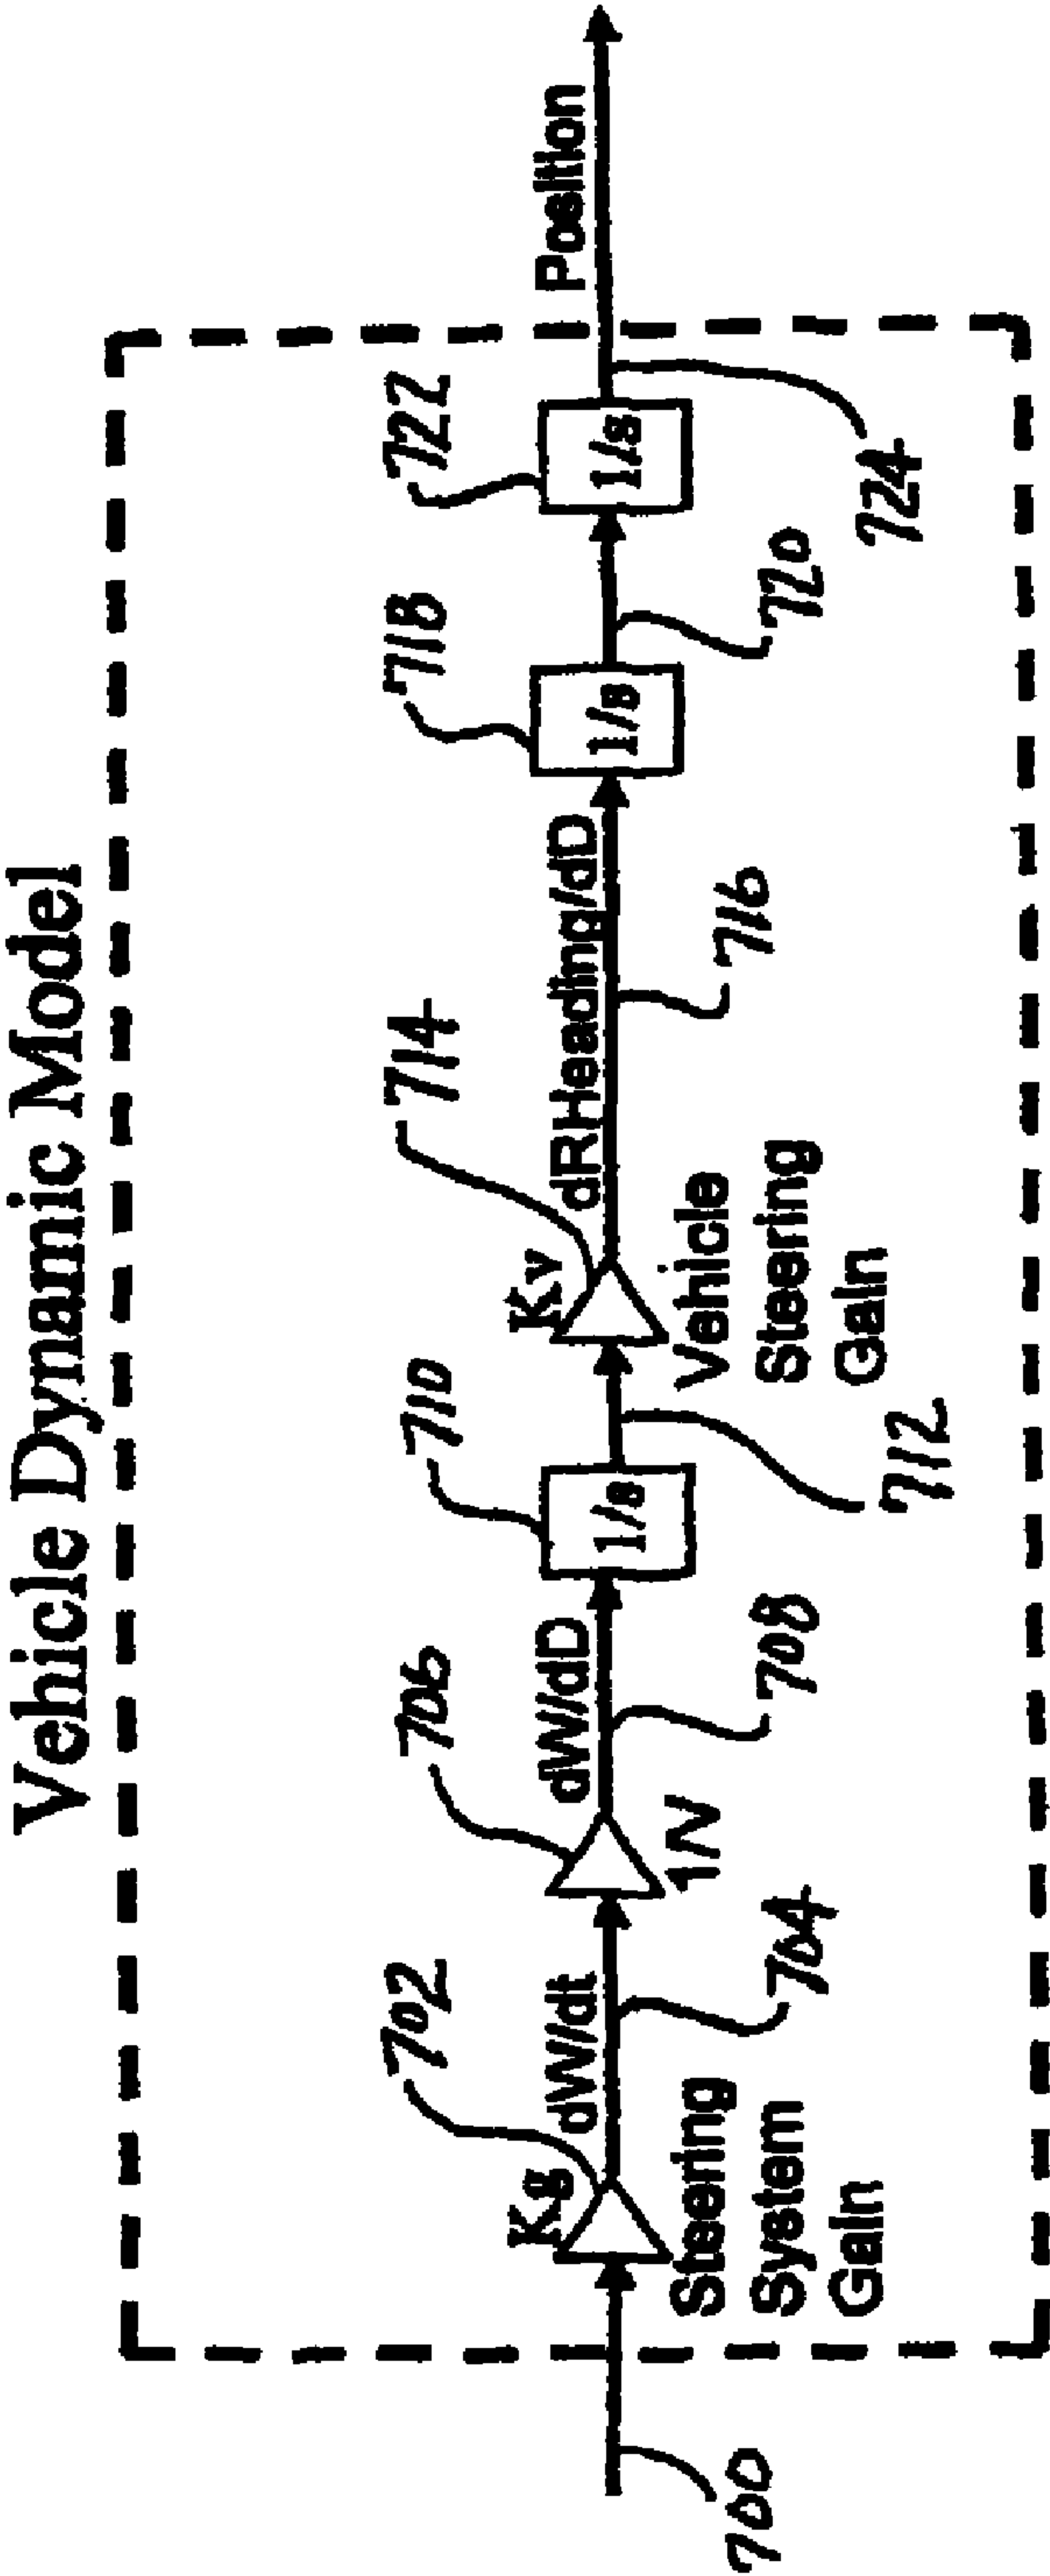 Vehicle Dynamic Model
702
706
710
714
718
722
Kg
dW/dt
dW/dD
1/s
Kv
dRHeading/dD
1/s
1/s
Position
Steering
System
Gain
1/V
Vehicle
Steering
Gain
700
704
708
712
716
720
724